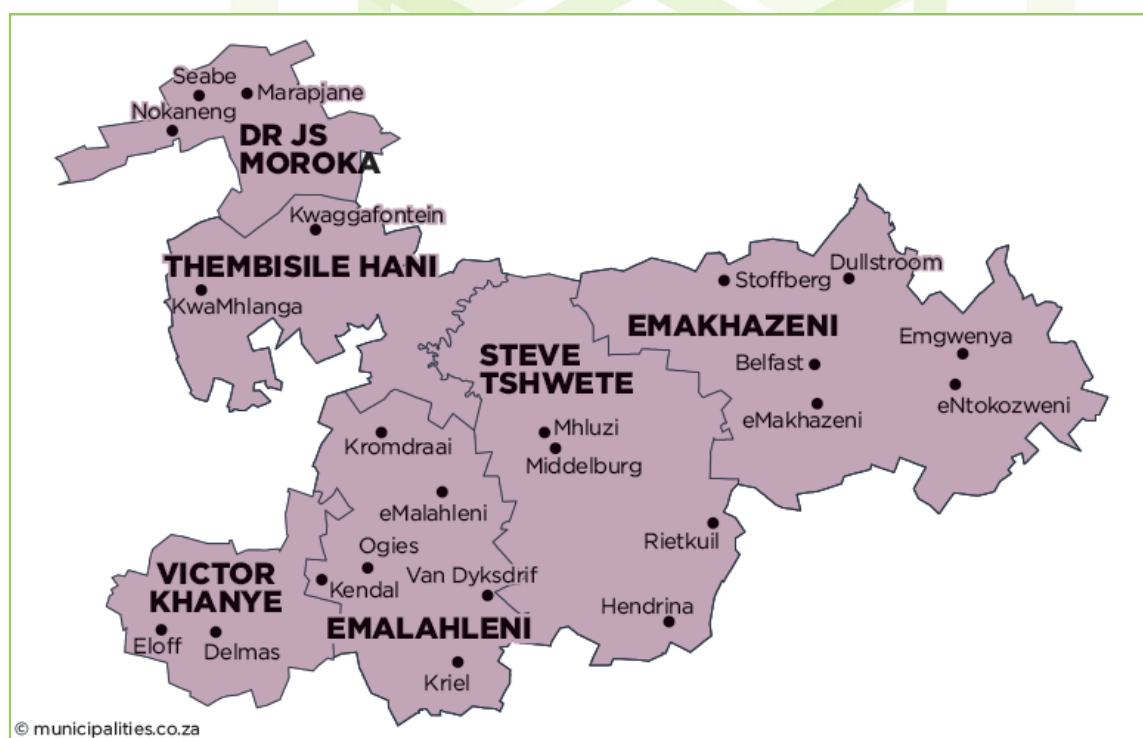 Seabe
Marapjane
Nokaneng
DR JS
MOROKA
Kwaggafontein
THEMBISILE HANI
KwaMhlanga
Dullstroom
Stoffberg
EMAKHAZENI
Emgwenya
STEVE
TSHWETE
Belfast
eNtokozweni
eMakhazeni
Kromdraai
Mhluzi
Middelburg
eMalahleni
Rietkuil
Ogies
VICTOR
KHANYE
Van Dyksdrif
Kendal
Hendrina
EMALAHLENI
Eloff
Delmas
Kriel
© municipalities.co.za